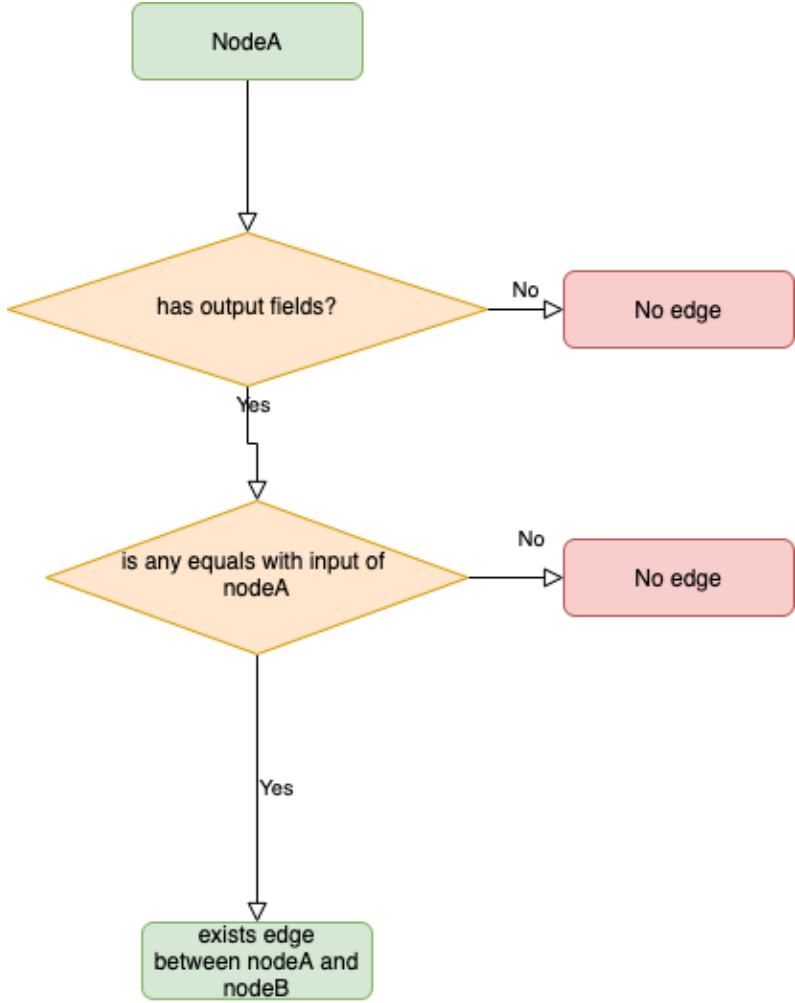 NodeA
has output fields?
No
No edge
Yes
is any equals with input of
nodeA
No
No edge
Yes
exists edge
between nodeA and
nodeB